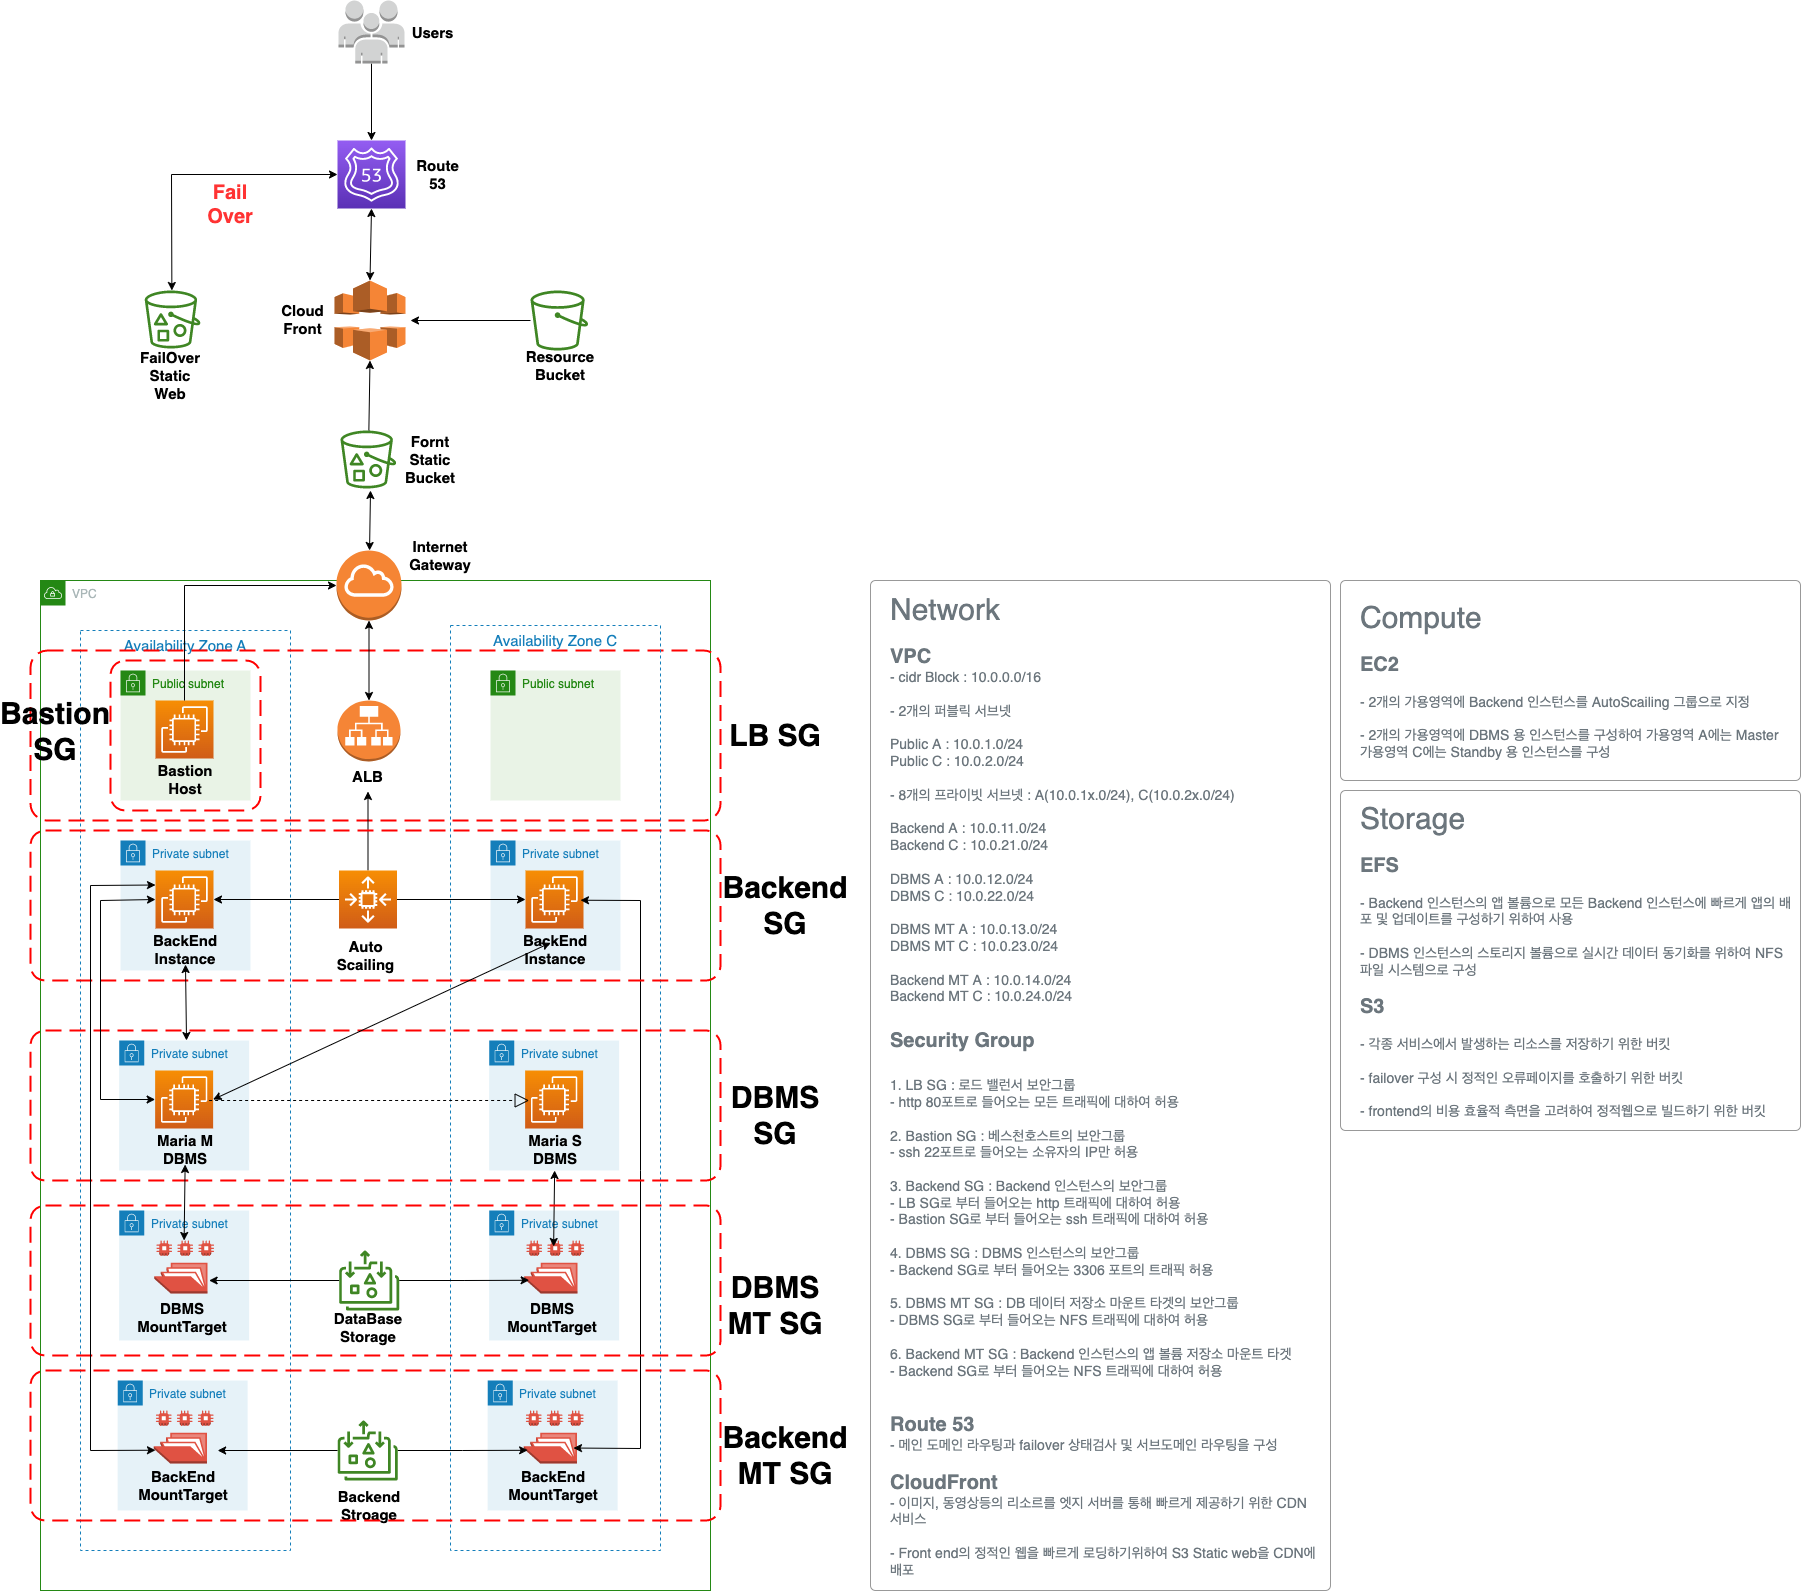 Users
Route
53
Fail
Over
Cloud
Front
FailOver
Static
Web
Resource
Bucket
Fornt
Static
Bucket
Internet
Gateway
VPC
Availability Zone A
Availability Zone C
Public subnet
Public subnet
Bastion
SG
LB SG
Bastion
Host
ALB
Private subnet
Private subnet
Backend
SG
BackEnd
Instance
Auto
Scailing
BackEnd
Instance
Private subnet
Private subnet
DBMS
SG
Maria M
DBMS
Maria S
DBMS
Private subnet
Private subnet
DBMS
MT SG
DBMS
MountTarget
DataBase
Storage
DBMS
MountTarget
Private subnet
Private subnet
Backend
MT SG
BackEnd
MountTarget
Backend
Stroage
BackEnd
MountTarget
Network
VPC
- cidr Block : 10.0.0.0/16
- 2개의 퍼블릭 서브넷
Public A : 10.0.1.0/24
Public C : 10.0.2.0/24
- 8개의 프라이빗 서브넷 : A(10.0.1x.0/24), C(10.0.2x.0/24)
Backend A : 10.0.11.0/24
Backend C : 10.0.21.0/24
DBMS A : 10.0.12.0/24
DBMS C : 10.0.22.0/24
DBMS MT A : 10.0.13.0/24
DBMS MT C : 10.0.23.0/24
Backend MT A : 10.0.14.0/24
Backend MT C : 10.0.24.0/24
Security Group
1. LB SG : 로드 밸런서 보안그룹
- http 80포트로 들어오는 모든 트래픽에 대하여 허용
2. Bastion SG : 베스천호스트의 보안그룹
- ssh 22포트로 들어오는 소유자의 IP만 허용
3. Backend SG : Backend 인스턴스의 보안그룹
- LB SG로 부터 들어오는 http 트래픽에 대하여 허용
- Bastion SG로 부터 들어오는 ssh 트래픽에 대하여 허용
4. DBMS SG : DBMS 인스턴스의 보안그룹
- Backend SG로 부터 들어오는 3306 포트의 트래픽 허용
5. DBMS MT SG : DB 데이터 저장소 마운트 타겟의 보안그룹
- DBMS SG로 부터 들어오는 NFS 트래픽에 대하여 허용
6. Backend MT SG : Backend 인스턴스의 앱 볼륨 저장소 마운트 타겟
- Backend SG로 부터 들어오는 NFS 트래픽에 대하여 허용
Route 53
- 메인 도메인 라우팅과 failover 상태검사 및 서브도메인 라우팅을 구성
CloudFront
- 이미지, 동영상등의 리소르를 엣지 서버를 통해 빠르게 제공하기 위한 CDN
서비스
- Front end의 정적인 웹을 빠르게 로딩하기위하여 S3 Static web을 CDN에
배포
Compute
EC2
- 2개의 가용영역에 Backend 인스턴스를 AutoScailing 그룹으로 지정
- 2개의 가용영역에 DBMS 용 인스턴스를 구성하여 가용영역 A에는 Master
가용영역 C에는 Standby 용 인스턴스를 구성
Storage
EFS
- Backend 인스턴스의 앱 볼륨으로 모든 Backend 인스턴스에 빠르게 앱의 배
포 및 업데이트를 구성하기 위하여 사용
- DBMS 인스턴스의 스토리지 볼륨으로 실시간 데이터 동기화를 위하여 NFS
파일 시스템으로 구성
S3
- 각종 서비스에서 발생하는 리소스를 저장하기 위한 버킷
- failover 구성 시 정적인 오류페이지를 호출하기 위한 버킷
- frontend의 비용 효율적 측면을 고려하여 정적웹으로 빌드하기 위한 버킷